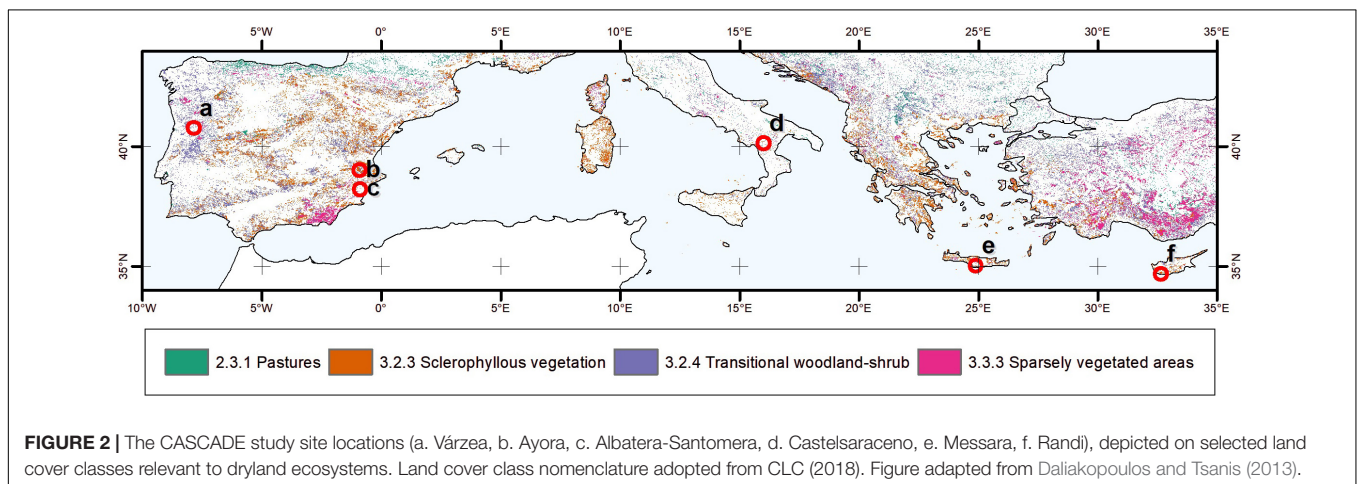 5°W 0° 5°E 10°E 15°E 20°E 25°E 30°E 35°E
a
d
40°N 40°N
b
c
e
f
35°N 35°N
10°W 5°W 0° 5°E 10°E 15°E 20°E 25°E 30°E 35°E
2.3.1 Pastures 3.2.3 Sclerophyllous vegetation 3.2.4 Transitional woodland-shrub 3.3.3 Sparsely vegetated areas
FIGURE 2 | The CASCADE study site locations (a. Várzea, b. Ayora, c. Albatera-Santomera, d. Castelsaraceno, e. Messara, f. Randi), depicted on selected land
cover classes relevant to dryland ecosystems. Land cover class nomenclature adopted from CLC (2018). Figure adapted from Daliakopoulos and Tsanis (2013).